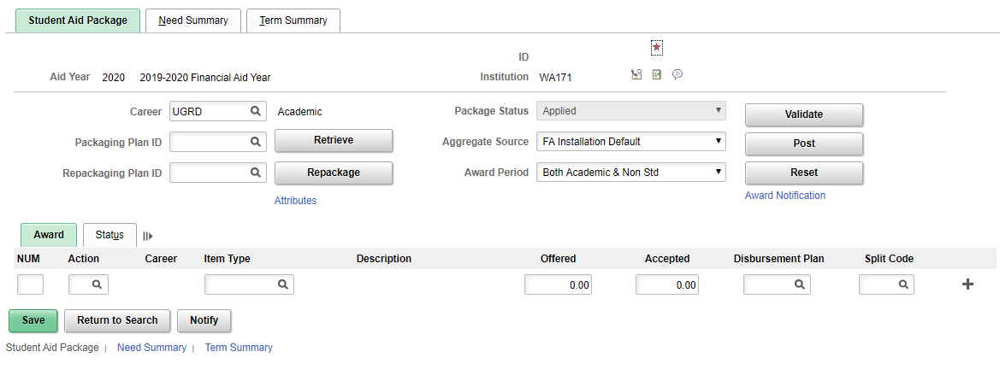 Student Aid Package Need Summary Term Summary
ID
Aid Year 2020 2019-2020 Financial Aid Year Institution WA171
Career UGRD Academic Package Status Applied Validate
Packaging Plan ID Retrieve Aggregate Source FA Installation Default Post
Repackaging Plan ID Repackage Award Period Both Academic & Non Std Reset
Attributes Award Notification
Award Status
NUM Action Career Item Type Description Offered Accepted Disbursement Plan Split Code
0.00 0.00
Save Return to Search Notify
Student Aid Package | Need Summary | Term Summary